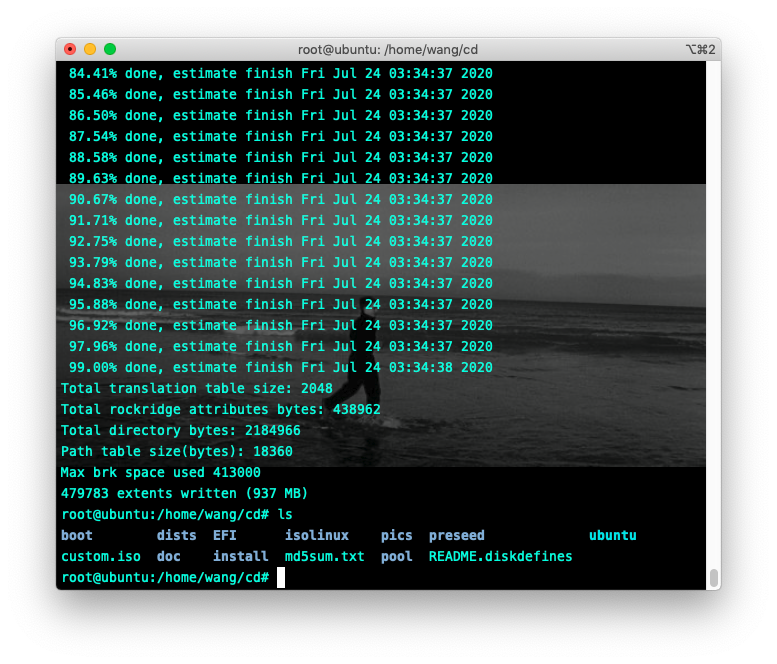 root@ubuntu: /home/wang/cd ⌥⌘2
84.41% done, estimate finish Fri Jul 24 03:34:37 2020
85.46% done, estimate finish Fri Jul 24 03:34:37 2020
86.50% done, estimate finish Fri Jul 24 03:34:37 2020
87.54% done, estimate finish Fri Jul 24 03:34:37 2020
88.58% done, estimate finish Fri Jul 24 03:34:37 2020
89.63% done, estimate finish Fri Jul 24 03:34:37 2020
90.67% done, estimate finish Fri Jul 24 03:34:37 2020
91.71% done, estimate finish Fri Jul 24 03:34:37 2020
92.75% done, estimate finish Fri Jul 24 03:34:37 2020
93.79% done, estimate finish Fri Jul 24 03:34:37 2020
94.83% done, estimate finish Fri Jul 24 03:34:37 2020
95.88% done, estimate finish Fri Jul 24 03:34:37 2020
96.92% done, estimate finish Fri Jul 24 03:34:37 2020
97.96% done, estimate finish Fri Jul 24 03:34:37 2020
99.00% done, estimate finish Fri Jul 24 03:34:38 2020
Total translation table size: 2048
Total rockridge attributes bytes: 438962
Total directory bytes: 2184966
Path table size(bytes): 18360
Max brk space used 413000
479783 extents written (937 MB)
root@ubuntu:/home/wang/cd# ls
boot dists EFI isolinux pics preseed ubuntu
custom.iso doc install md5sum.txt pool README.diskdefines
root@ubuntu:/home/wang/cd#